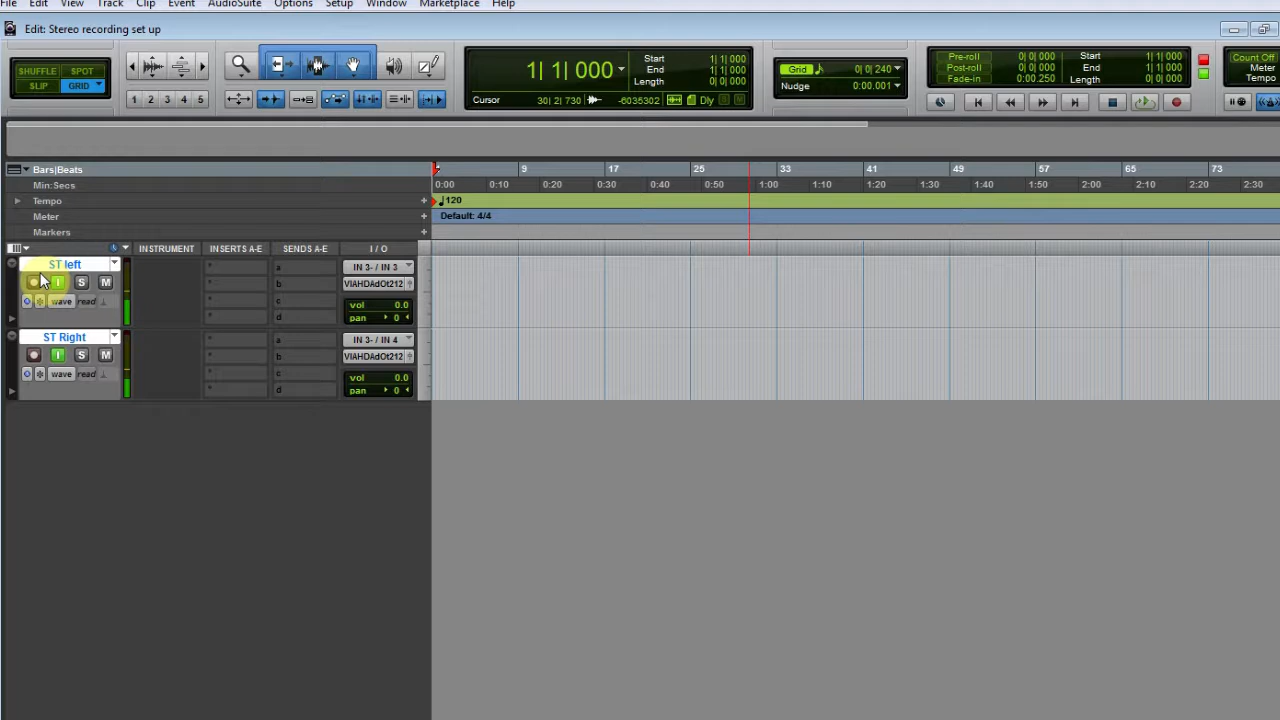 File Edit View Track Clip Event AudioSuite Options Setup Window Marketplace Help
Edit: Stereo recording set up
SHUFFLE SPOT
SLIP GRID
1 2 3 4 5
1| 1| 000
Start 1| 1| 000
End 1| 1| 000
Length 0| 0| 000
Cursor 30| 2| 730 -6035302 Dly
Grid 0| 0| 240
Nudge 0:00.001
Pre-roll 0| 0| 000
Post-roll 0| 0| 000
Fade-in 0:00.250
Start 1| 1| 000
End 1| 1| 000
Length 0| 0| 000
Count Off
Meter
Tempo
Bars|Beats 9 17 25 33 41 49 57 65 73
Min:Secs 0:00 0:10 0:20 0:30 0:40 0:50 1:00 1:10 1:20 1:30 1:40 1:50 2:00 2:10 2:20 2:30
Tempo 120
Meter Default: 4/4
Markers
INSTRUMENT INSERTS A-E SENDS A-E I / O
ST left a IN 3- / IN 3
I S M b VIAHDAdOt212
wave read c vol 0.0
d pan 0
ST Right a IN 3- / IN 4
I S M b VIAHDAdOt212
wave read c vol 0.0
d pan 0